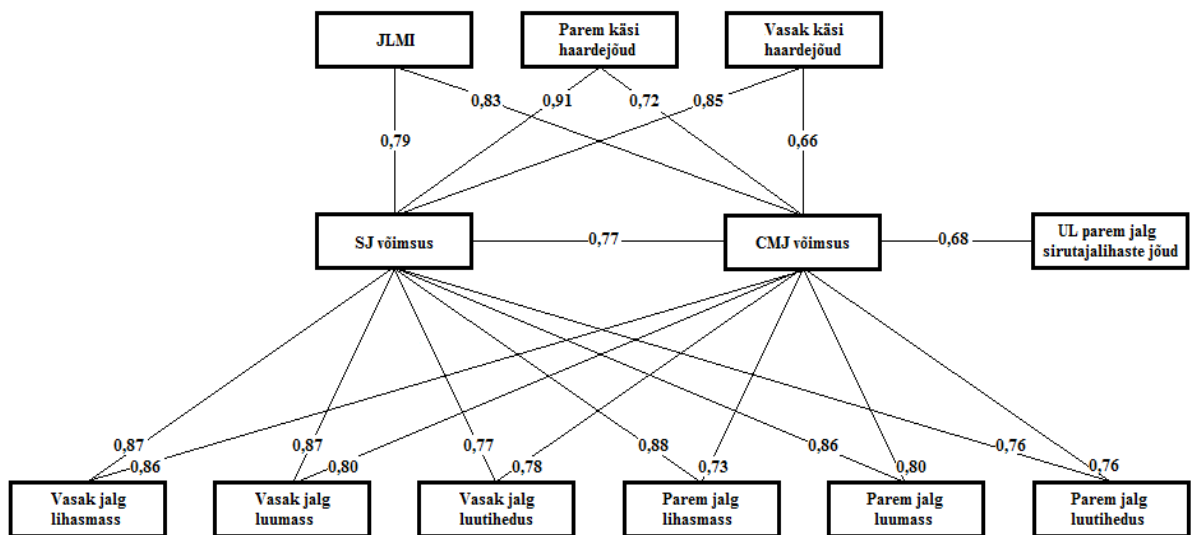 JLMI
Parem käsi
haardejõud
Vasak käsi
haardejõud
0,83
0,91
0,72
0,85
0,79
0,66
SJ võimsus
0,77
CMJ võimsus
0,68
UL parem jalg
sirutajalihaste jõud
0,87
0,86
0,87
0,80
0,77
0,78
0,88
0,73
0,86
0,80
0,76
0,76
Vasak jalg
lihasmass
Vasak jalg
luumass
Vasak jalg
luutihedus
Parem jalg
lihasmass
Parem jalg
luumass
Parem jalg
luutihedus